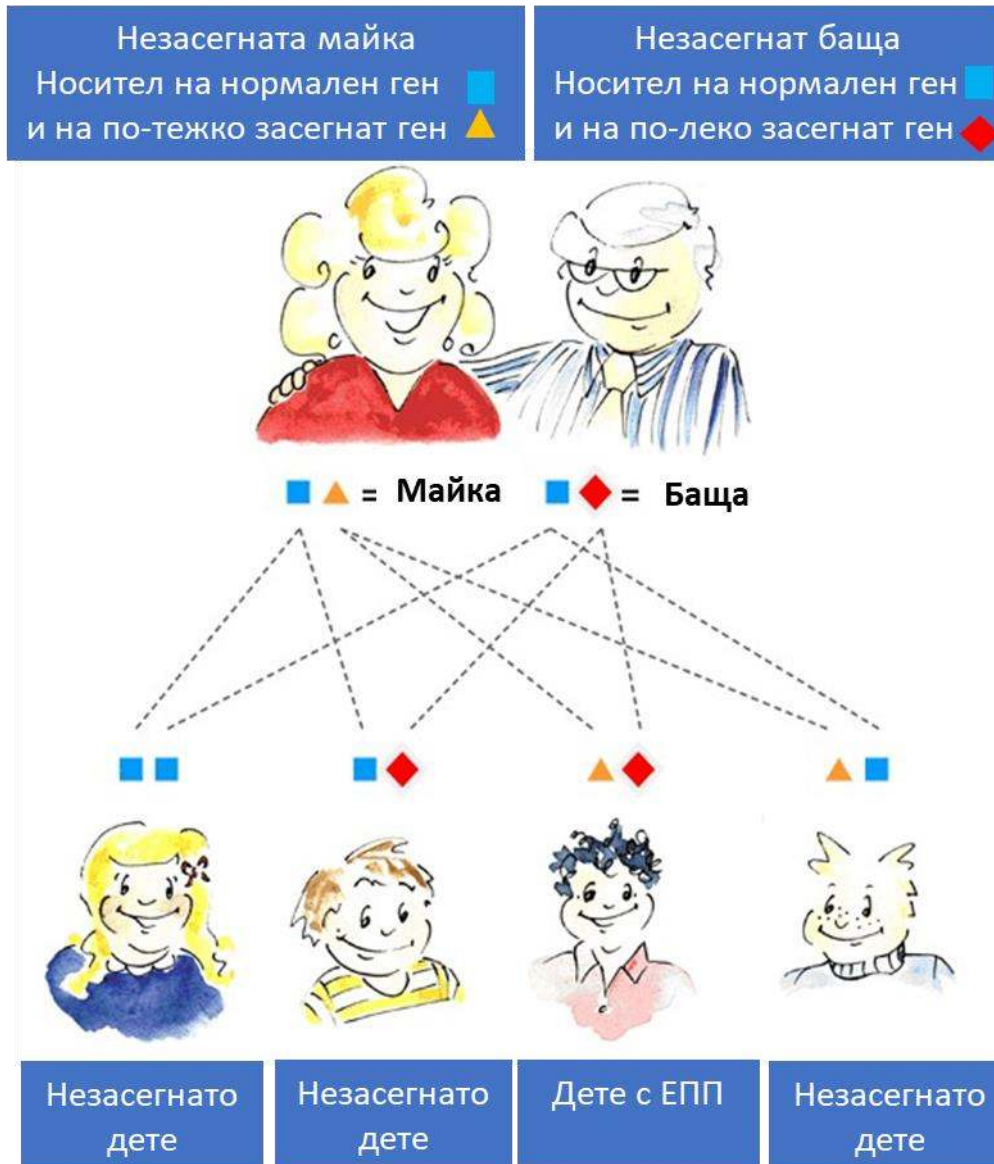 Незасегната майка
Носител на нормален ген
и на по-тежко засегнат ген
Незасегнат баща
Носител на нормален ген
и на по-леко засегнат ген
= Майка
= Баща
Незасегнато
дете
Незасегнато
дете
Дете с ЕПП
Незасегнато
дете